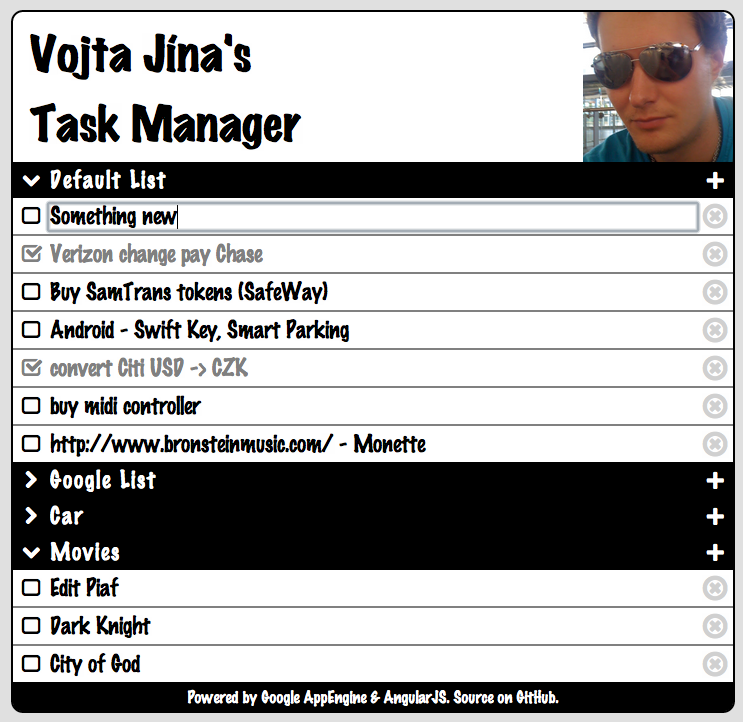 Vojta Jína's
Task Manager
Default List
Something new
Verizon change pay Chase
Buy SamTrans tokens (SafeWay)
Android - Swift Key, Smart Parking
convert Citi USD -> CZK
buy midi controller
http://www.bronsteinmusic.com/ - Monette
Google List
Car
Movies
Edit Piaf
Dark Knight
City of God
Powered by Google AppEngine & AngularJS. Source on GitHub.